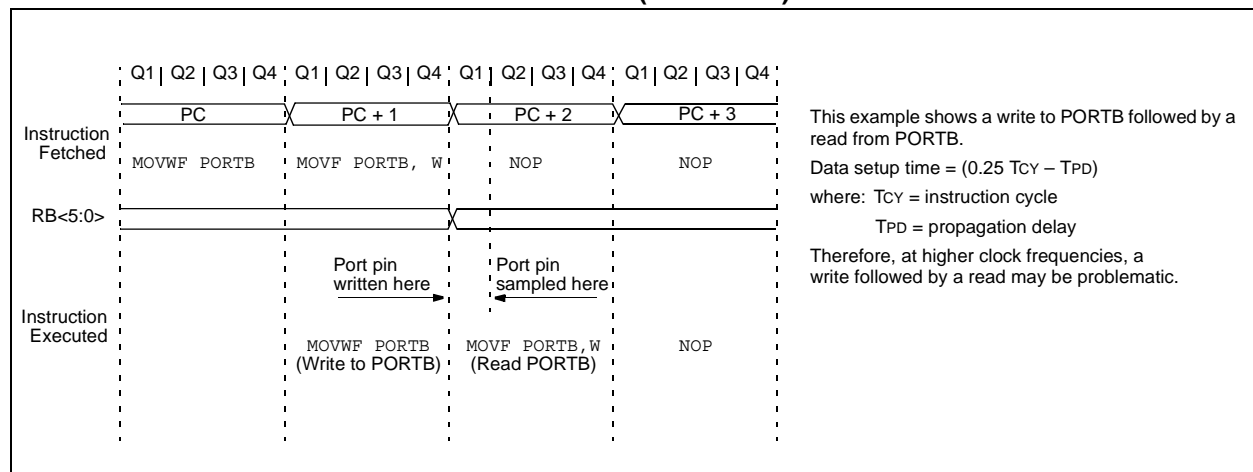 Q1 | Q2 | Q3 | Q4 Q1 | Q2 | Q3 | Q4 Q1 | Q2 | Q3 | Q4 Q1 | Q2 | Q3 | Q4
Instruction
Fetched
PC PC + 1 PC + 2 PC + 3
MOVWF PORTB MOVF PORTB, W NOP NOP
RB<5:0>
Port pin
written here
Port pin
sampled here
Instruction
Executed
MOVWF PORTB
(Write to PORTB)
MOVF PORTB,W
(Read PORTB)
NOP
This example shows a write to PORTB followed by a
read from PORTB.
Data setup time = (0.25 TCY – TPD)
where: TCY = instruction cycle
TPD = propagation delay
Therefore, at higher clock frequencies, a
write followed by a read may be problematic.